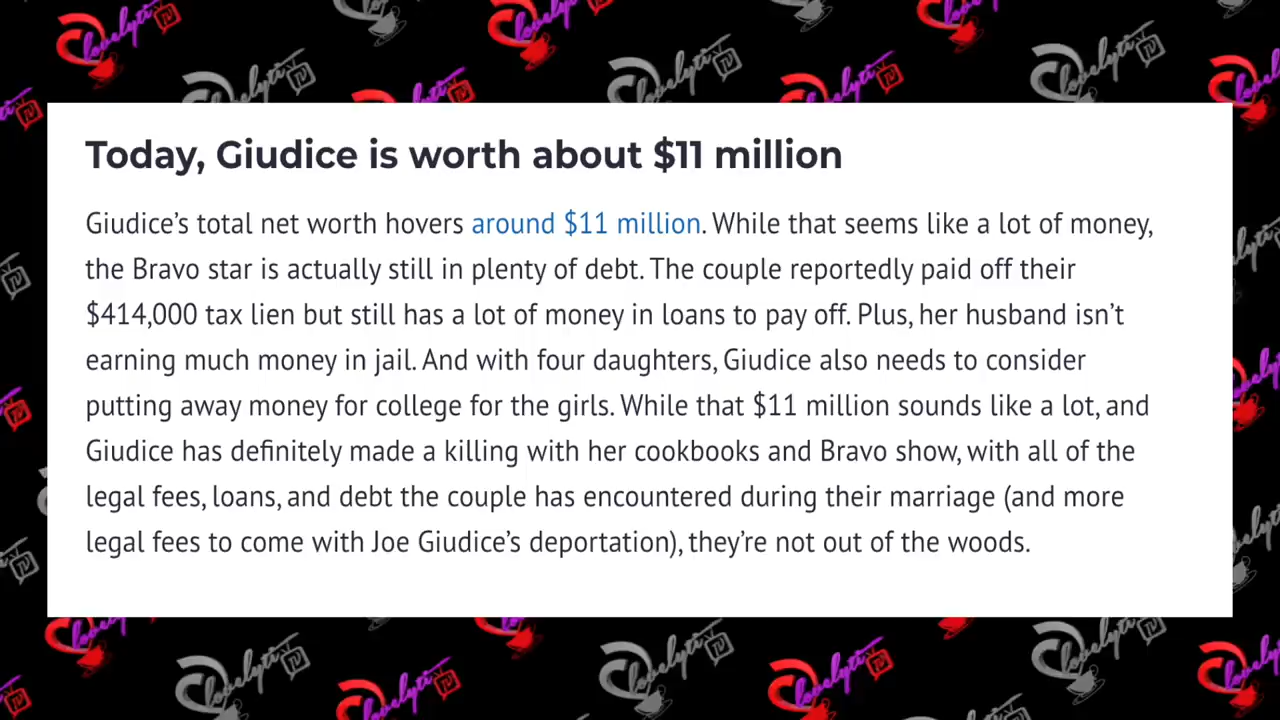 Today, Giudice is worth about $11 million
Giudice’s total net worth hovers around $11 million. While that seems like a lot of money,
the Bravo star is actually still in plenty of debt. The couple reportedly paid off their
$414,000 tax lien but still has a lot of money in loans to pay off. Plus, her husband isn’t
earning much money in jail. And with four daughters, Giudice also needs to consider
putting away money for college for the girls. While that $11 million sounds like a lot, and
Giudice has definitely made a killing with her cookbooks and Bravo show, with all of the
legal fees, loans, and debt the couple has encountered during their marriage (and more
legal fees to come with Joe Giudice’s deportation), they’re not out of the woods.